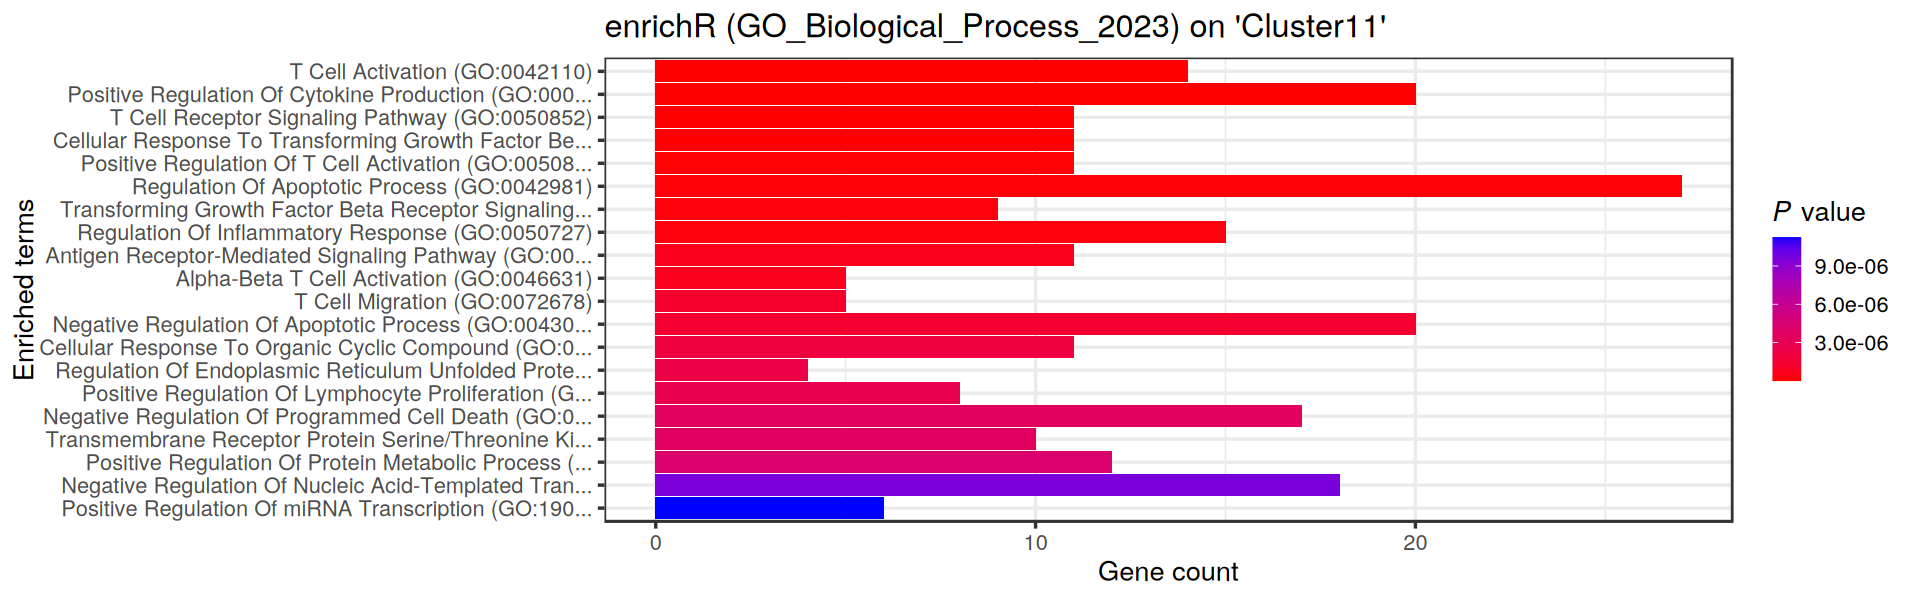 enrichR (GO_Biological_Process_2023) on 'Cluster11'
T Cell Activation (GO:0042110)
Positive Regulation Of Cytokine Production (GO:000...
T Cell Receptor Signaling Pathway (GO:0050852)
Cellular Response To Transforming Growth Factor Be...
Positive Regulation Of T Cell Activation (GO:00508...
Regulation Of Apoptotic Process (GO:0042981)
Transforming Growth Factor Beta Receptor Signaling...
Regulation Of Inflammatory Response (GO:0050727)
Antigen Receptor-Mediated Signaling Pathway (GO:00...
Alpha-Beta T Cell Activation (GO:0046631)
T Cell Migration (GO:0072678)
Negative Regulation Of Apoptotic Process (GO:00430...
Cellular Response To Organic Cyclic Compound (GO:0...
Regulation Of Endoplasmic Reticulum Unfolded Prote...
Positive Regulation Of Lymphocyte Proliferation (G...
Negative Regulation Of Programmed Cell Death (GO:0...
Transmembrane Receptor Protein Serine/Threonine Ki...
Positive Regulation Of Protein Metabolic Process (...
Negative Regulation Of Nucleic Acid-Templated Tran...
Positive Regulation Of miRNA Transcription (GO:190...
Enriched terms
0 10 20
Gene count
P value
9.0e-06
6.0e-06
3.0e-06